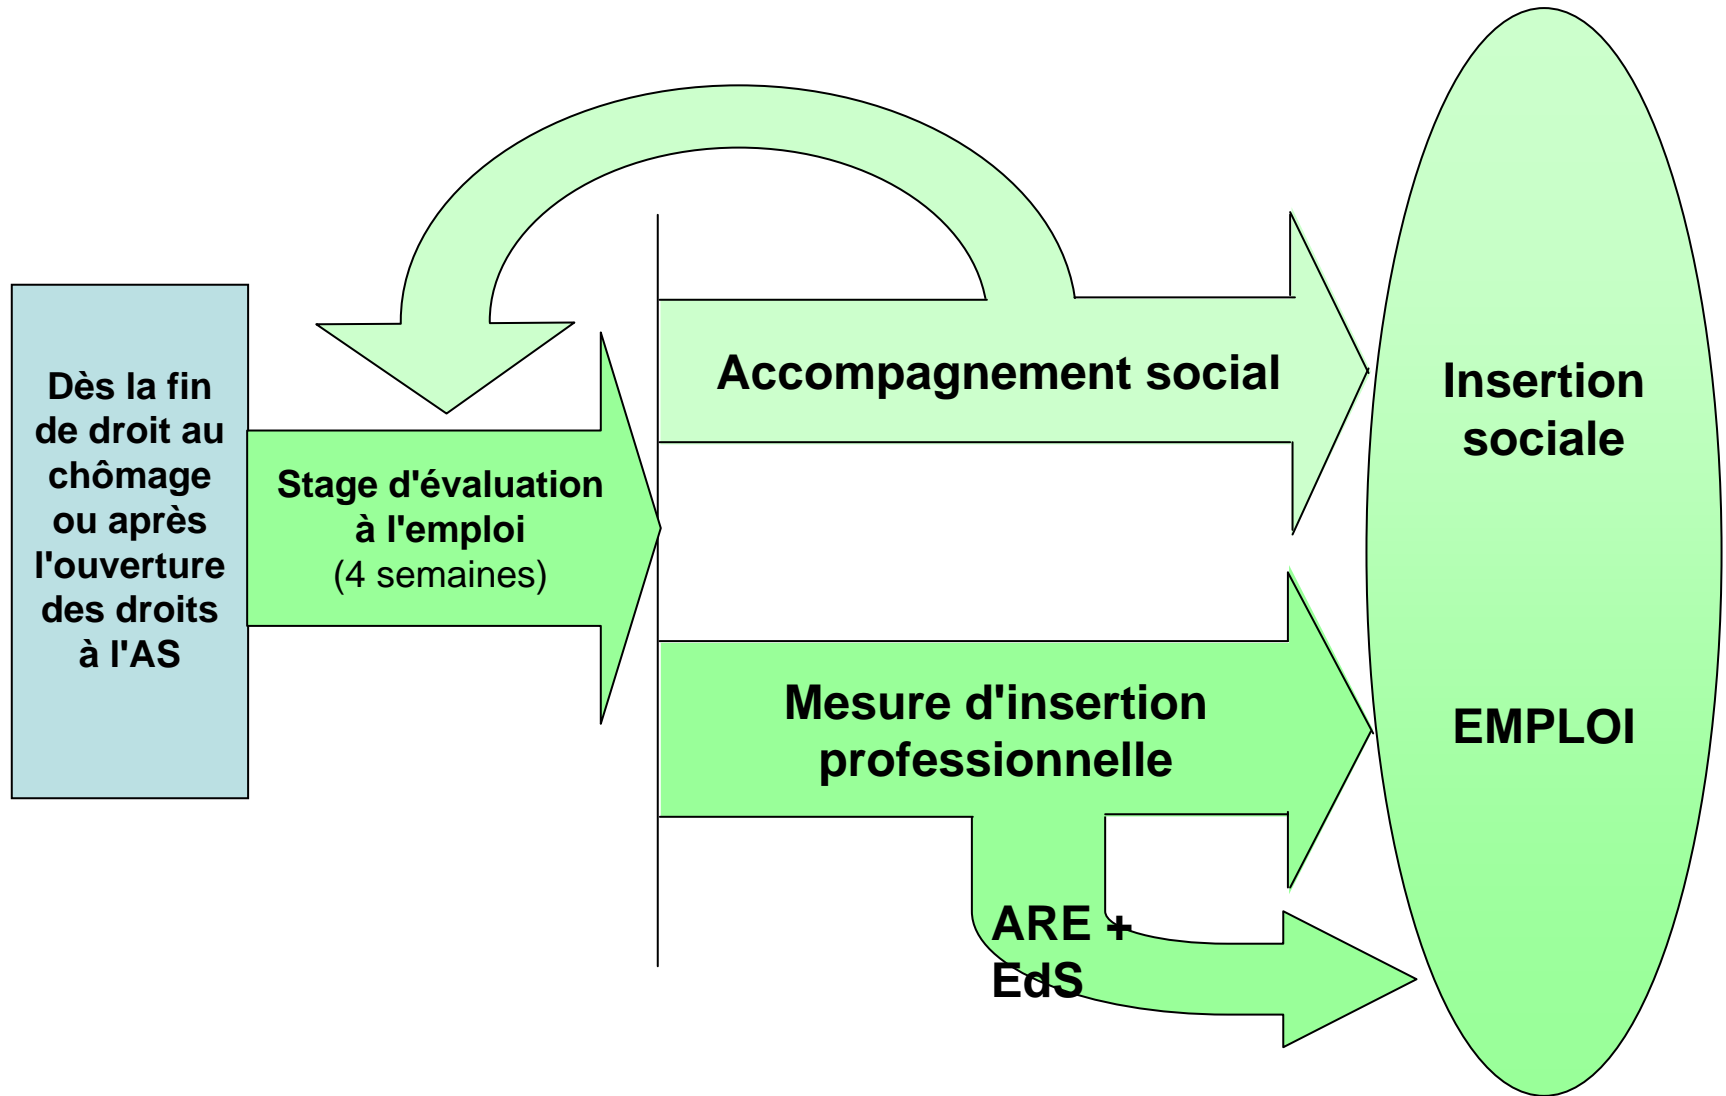 Dès la fin
de droit au
chômage
ou après
l'ouverture
des droits
à l'AS
Stage d'évaluation
à l'emploi
(4 semaines)
Accompagnement social
Mesure d'insertion
professionnelle
ARE +
EdS
Insertion
sociale
EMPLOI